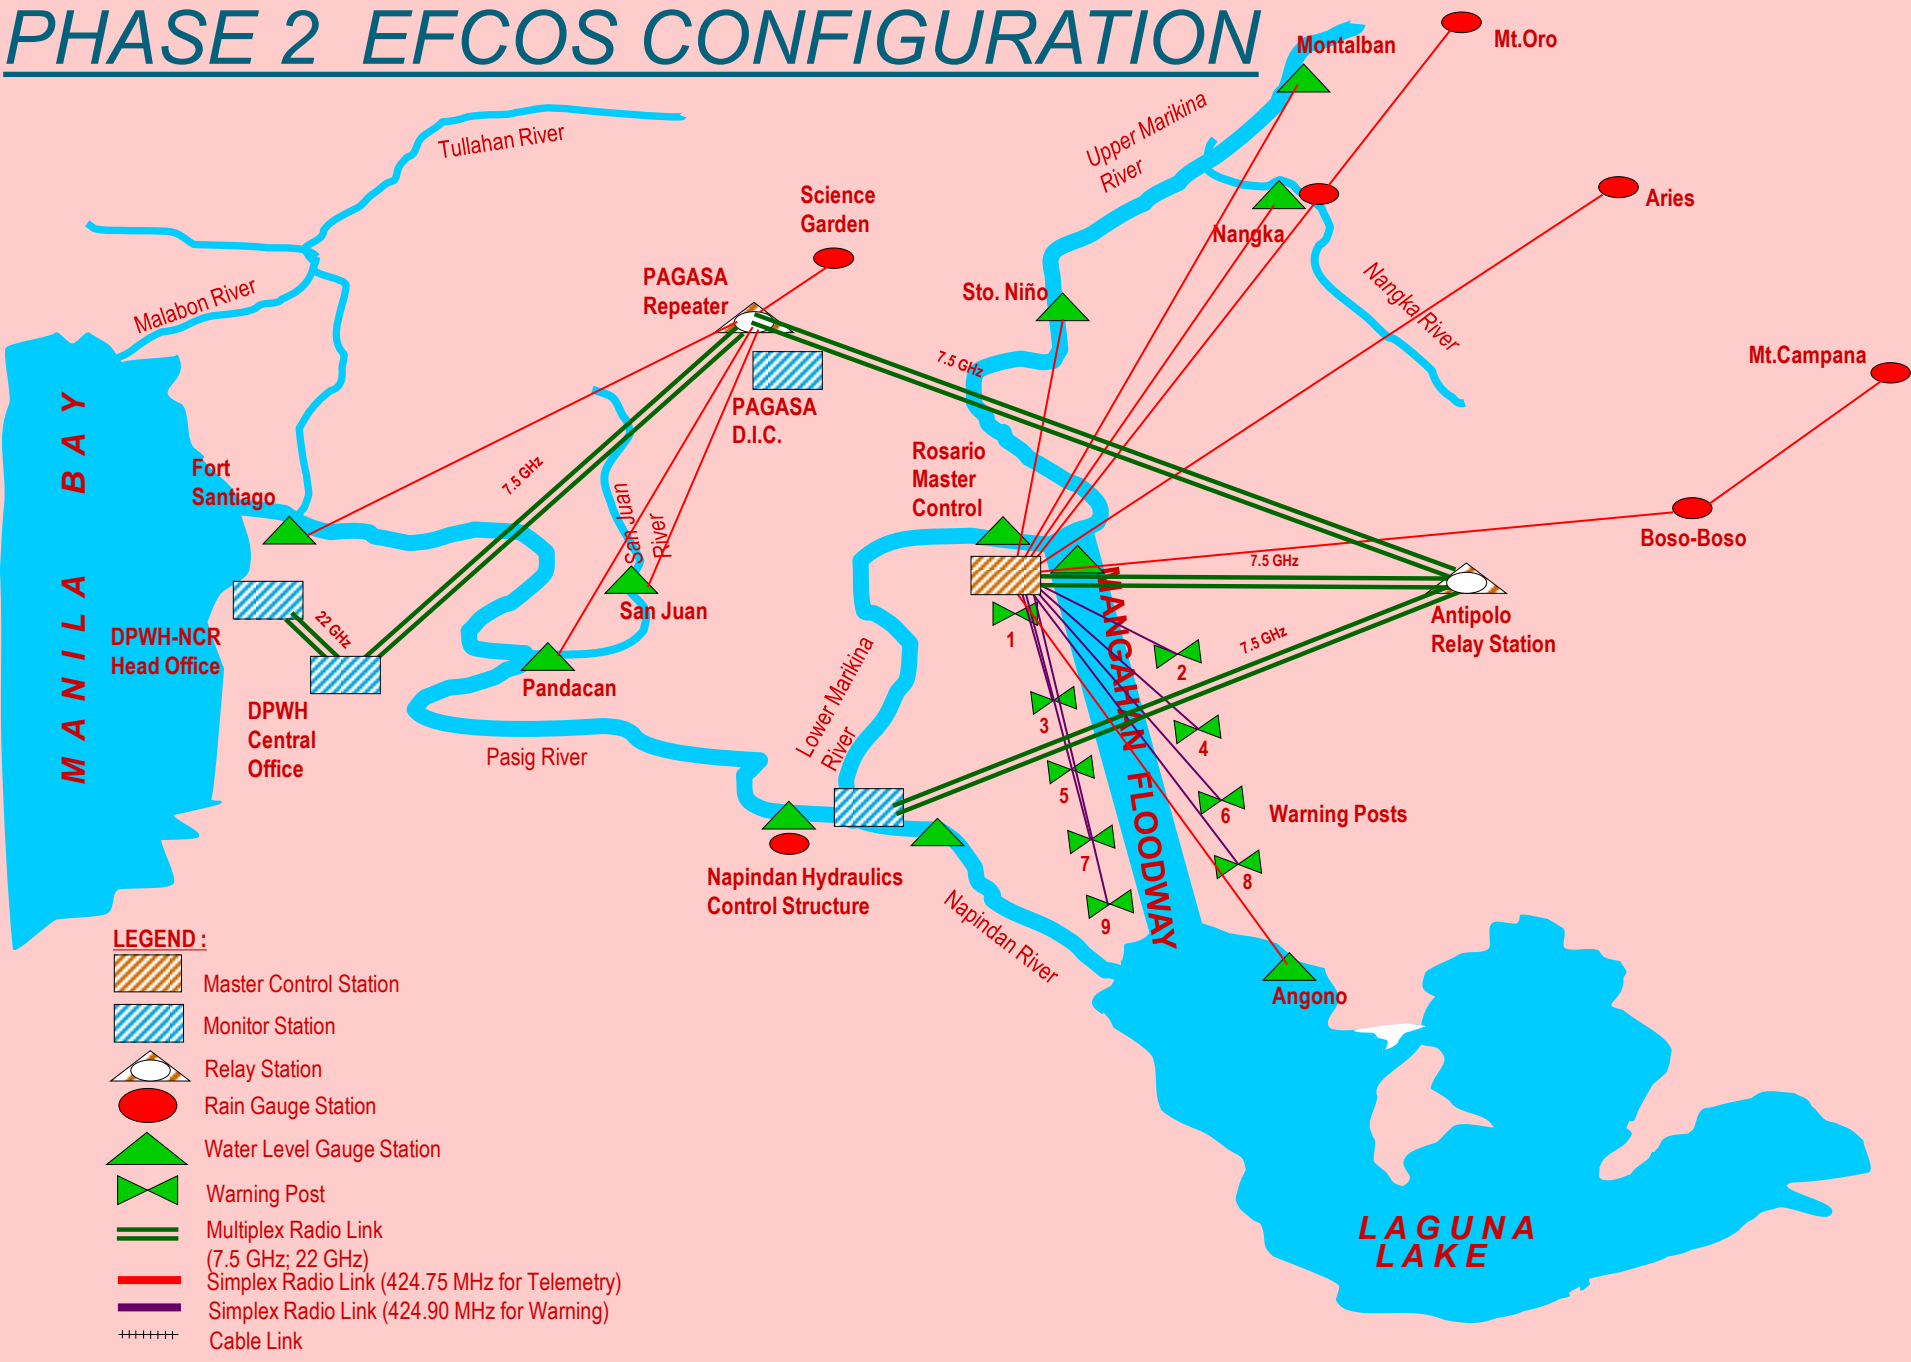 PHASE 2 EFCOS CONFIGURATION
Montalban
Mt.Oro
Tullahan River
Upper Marikina
River
Science
Garden
Aries
Nangka
PAGASA
Repeater
Sto. Niño
Malabon River
Nangka River
7.5 GHz
Mt.Campana
PAGASA
D.I.C.
MANILA BAY
Fort
Santiago
7.5 GHz
Rosario
Master
Control
San Juan
River
Boso-Boso
7.5 GHz
MANGAHAN FLOODWAY
San Juan
Antipolo
Relay Station
DPWH-NCR
Head Office
22 GHz
7.5 GHz
1
2
Pandacan
DPWH
Central
Office
Lower Marikina
River
3
4
Pasig River
5
6
Warning Posts
7
8
9
Napindan Hydraulics
Control Structure
Napindan River
Angono
LEGEND :
Master Control Station
Monitor Station
Relay Station
Rain Gauge Station
Water Level Gauge Station
Warning Post
Multiplex Radio Link
(7.5 GHz; 22 GHz)
Simplex Radio Link (424.75 MHz for Telemetry)
Simplex Radio Link (424.90 MHz for Warning)
Cable Link
LAGUNA
LAKE